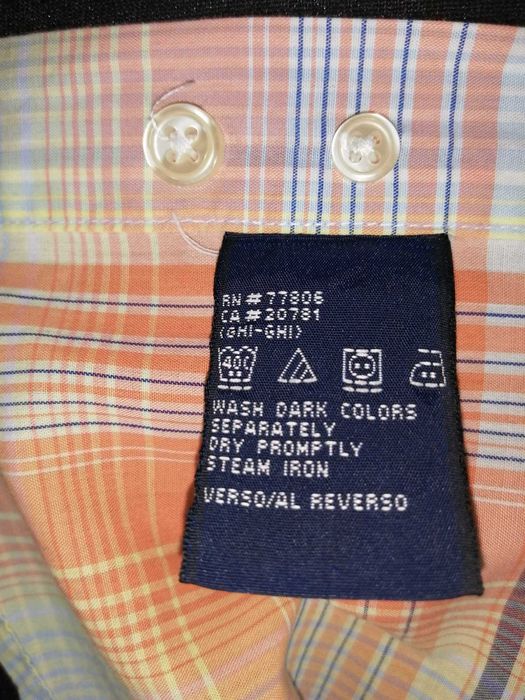 RN#77806
CA#20781
(GHI-GHI)
40
WASH DARK COLORS
SEPARATELY
DRY PROMPTLY
STEAM IRON
VERSO/AL REVERSO